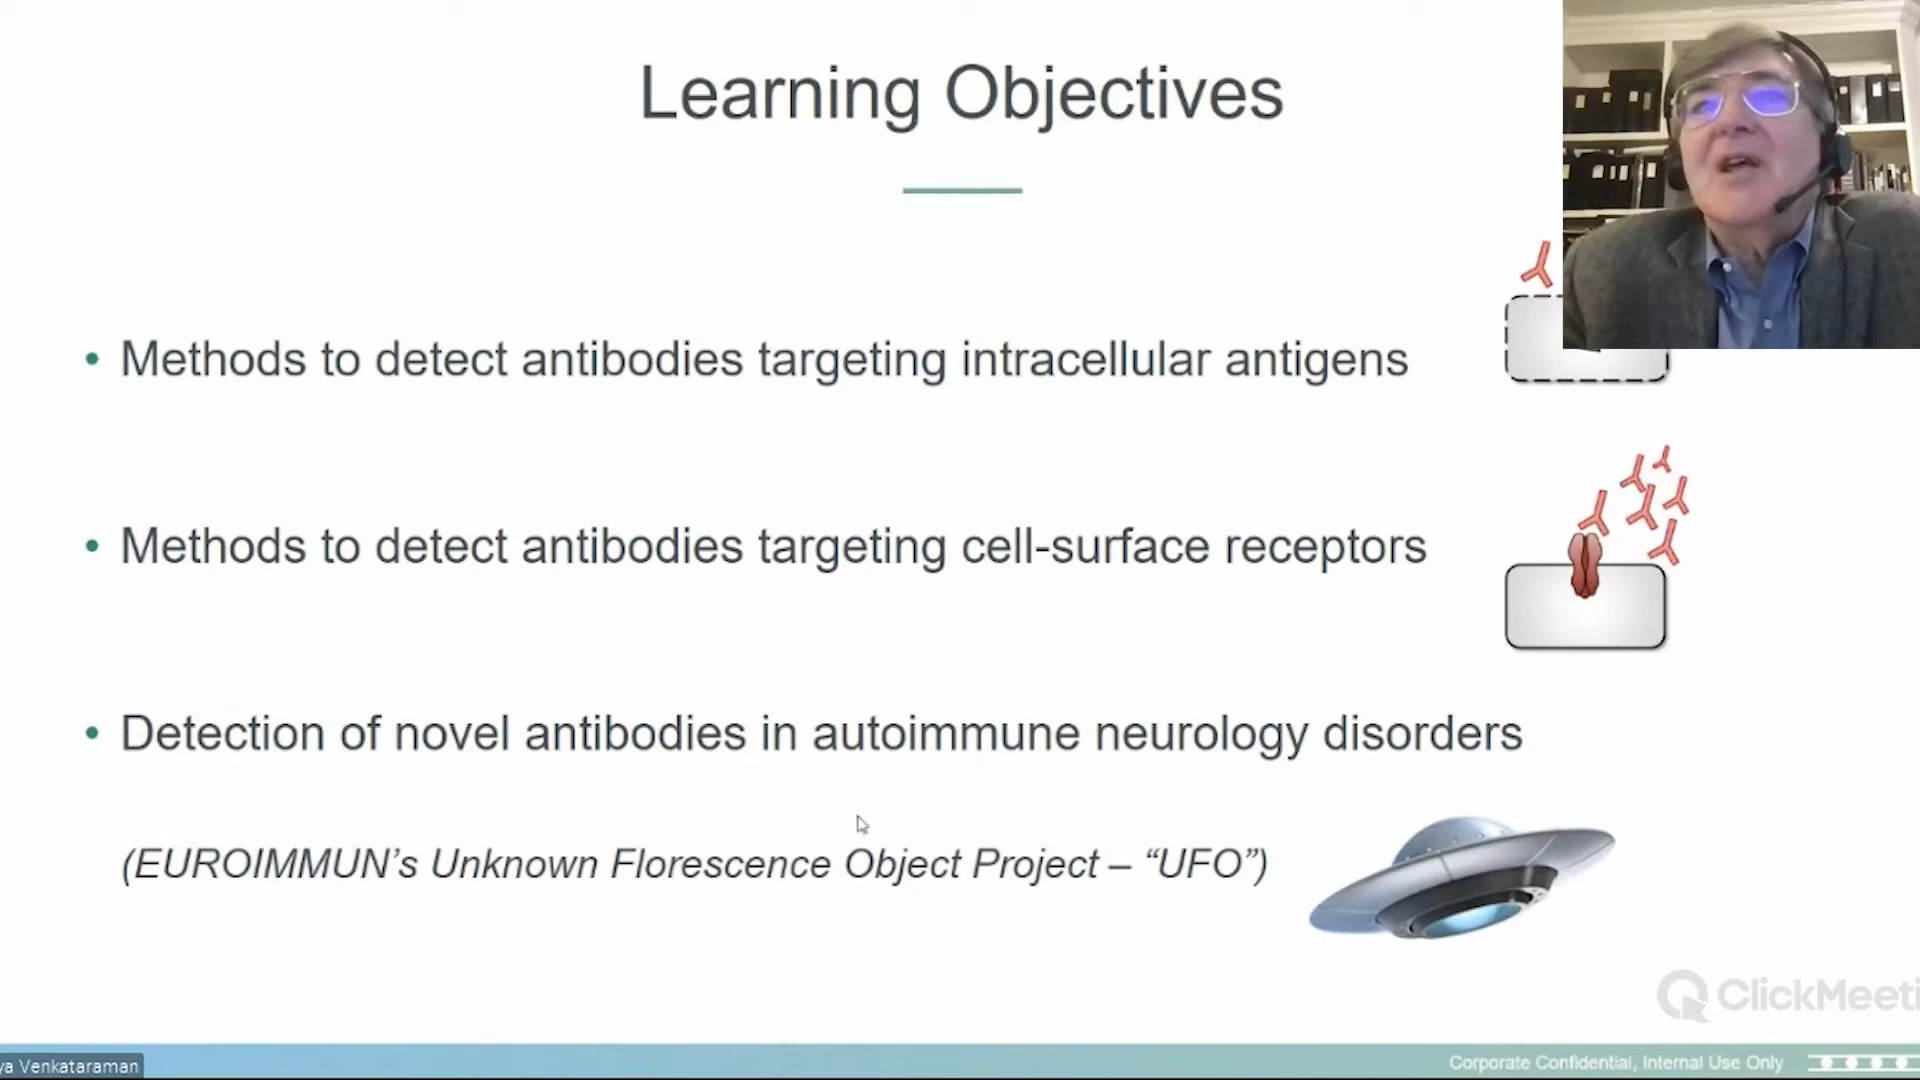 Learning Objectives
• Methods to detect antibodies targeting intracellular antigens
• Methods to detect antibodies targeting cell-surface receptors
• Detection of novel antibodies in autoimmune neurology disorders
(EUROIMMUN's Unknown Florescence Object Project – “UFO”)
ClickMeeti
ya Venkataraman
Corporate Confidential, Internal Use Only